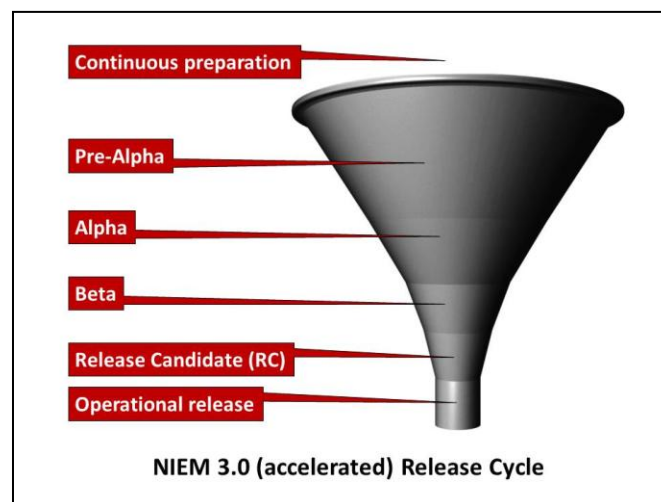 Continuous preparation
Pre-Alpha
Alpha
Beta
Release Candidate (RC)
Operational release
NIEM 3.0 (accelerated) Release Cycle